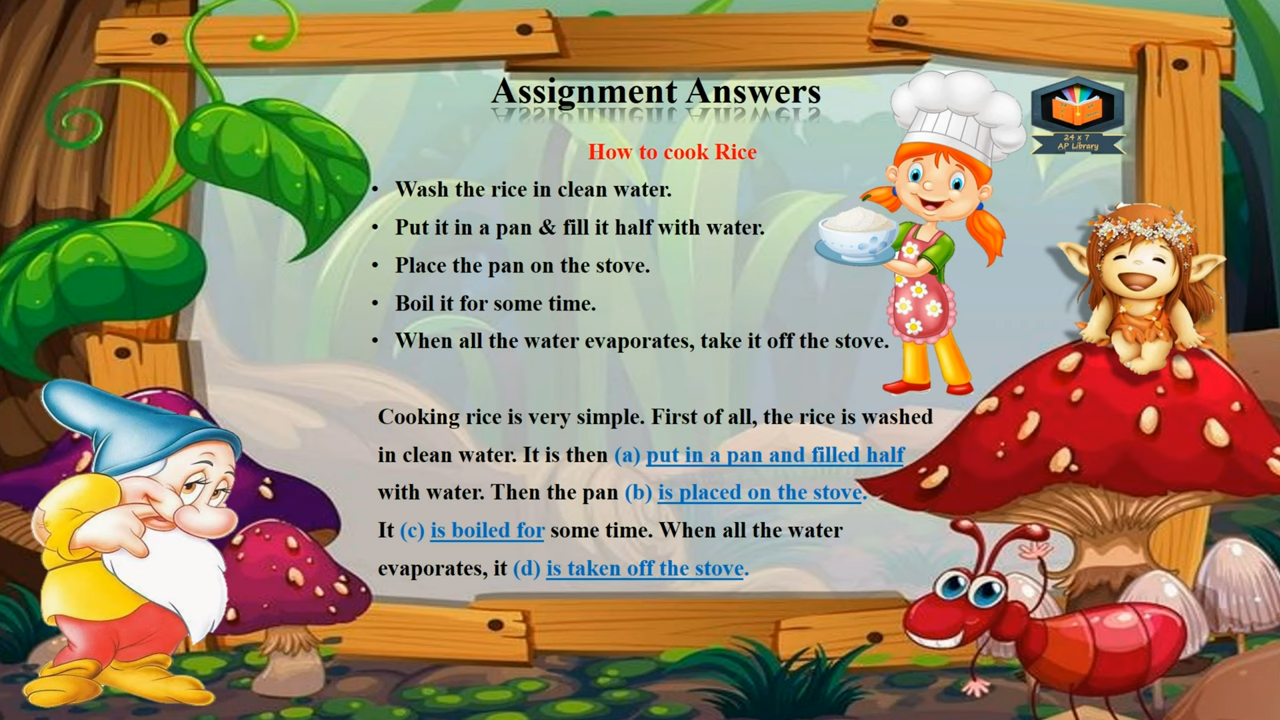 Assignment Answers
24 x 7
AP Library
How to cook Rice
• Wash the rice in clean water.
• Put it in a pan & fill it half with water.
• Place the pan on the stove.
• Boil it for some time.
• When all the water evaporates, take it off the stove.
Cooking rice is very simple. First of all, the rice is washed
in clean water. It is then (a) put in a pan and filled half
with water. Then the pan (b) is placed on the stove.
It (c) is boiled for some time. When all the water
evaporates, it (d) is taken off the stove.